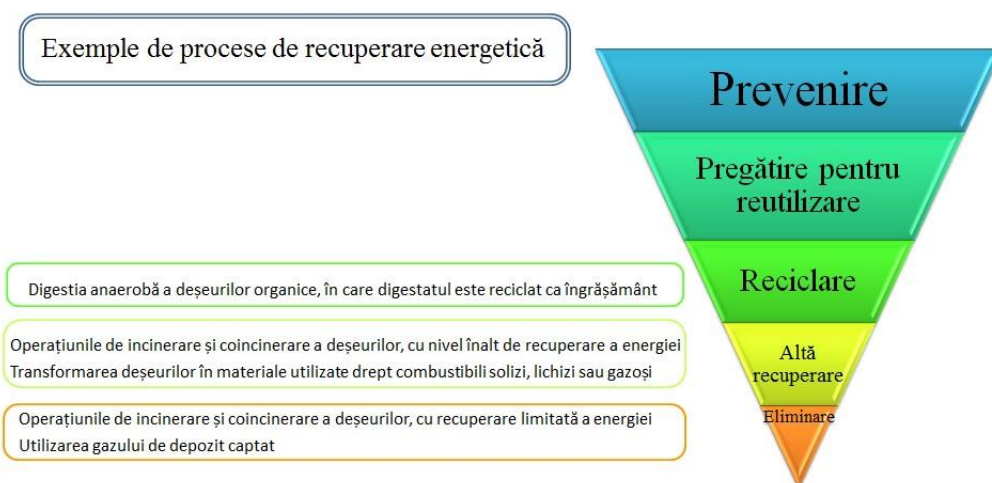 Exemple de procese de recuperare energetică
Prevenire
Pregătire pentru
reutilizare
Reciclare
Digestia anaerobă a deșeurilor organice, în care digestatul este reciclat ca îngrășământ
Altă
recuperare
Operațiunile de incinerare și coincinerare a deșeurilor, cu nivel înalt de recuperare a energiei
Transformarea deșeurilor în materiale utilizate drept combustibili solizi, lichizi sau gazoși
Eliminare
Operațiunile de incinerare și coincinerare a deșeurilor, cu recuperare limitată a energiei
Utilizarea gazului de depozit captat